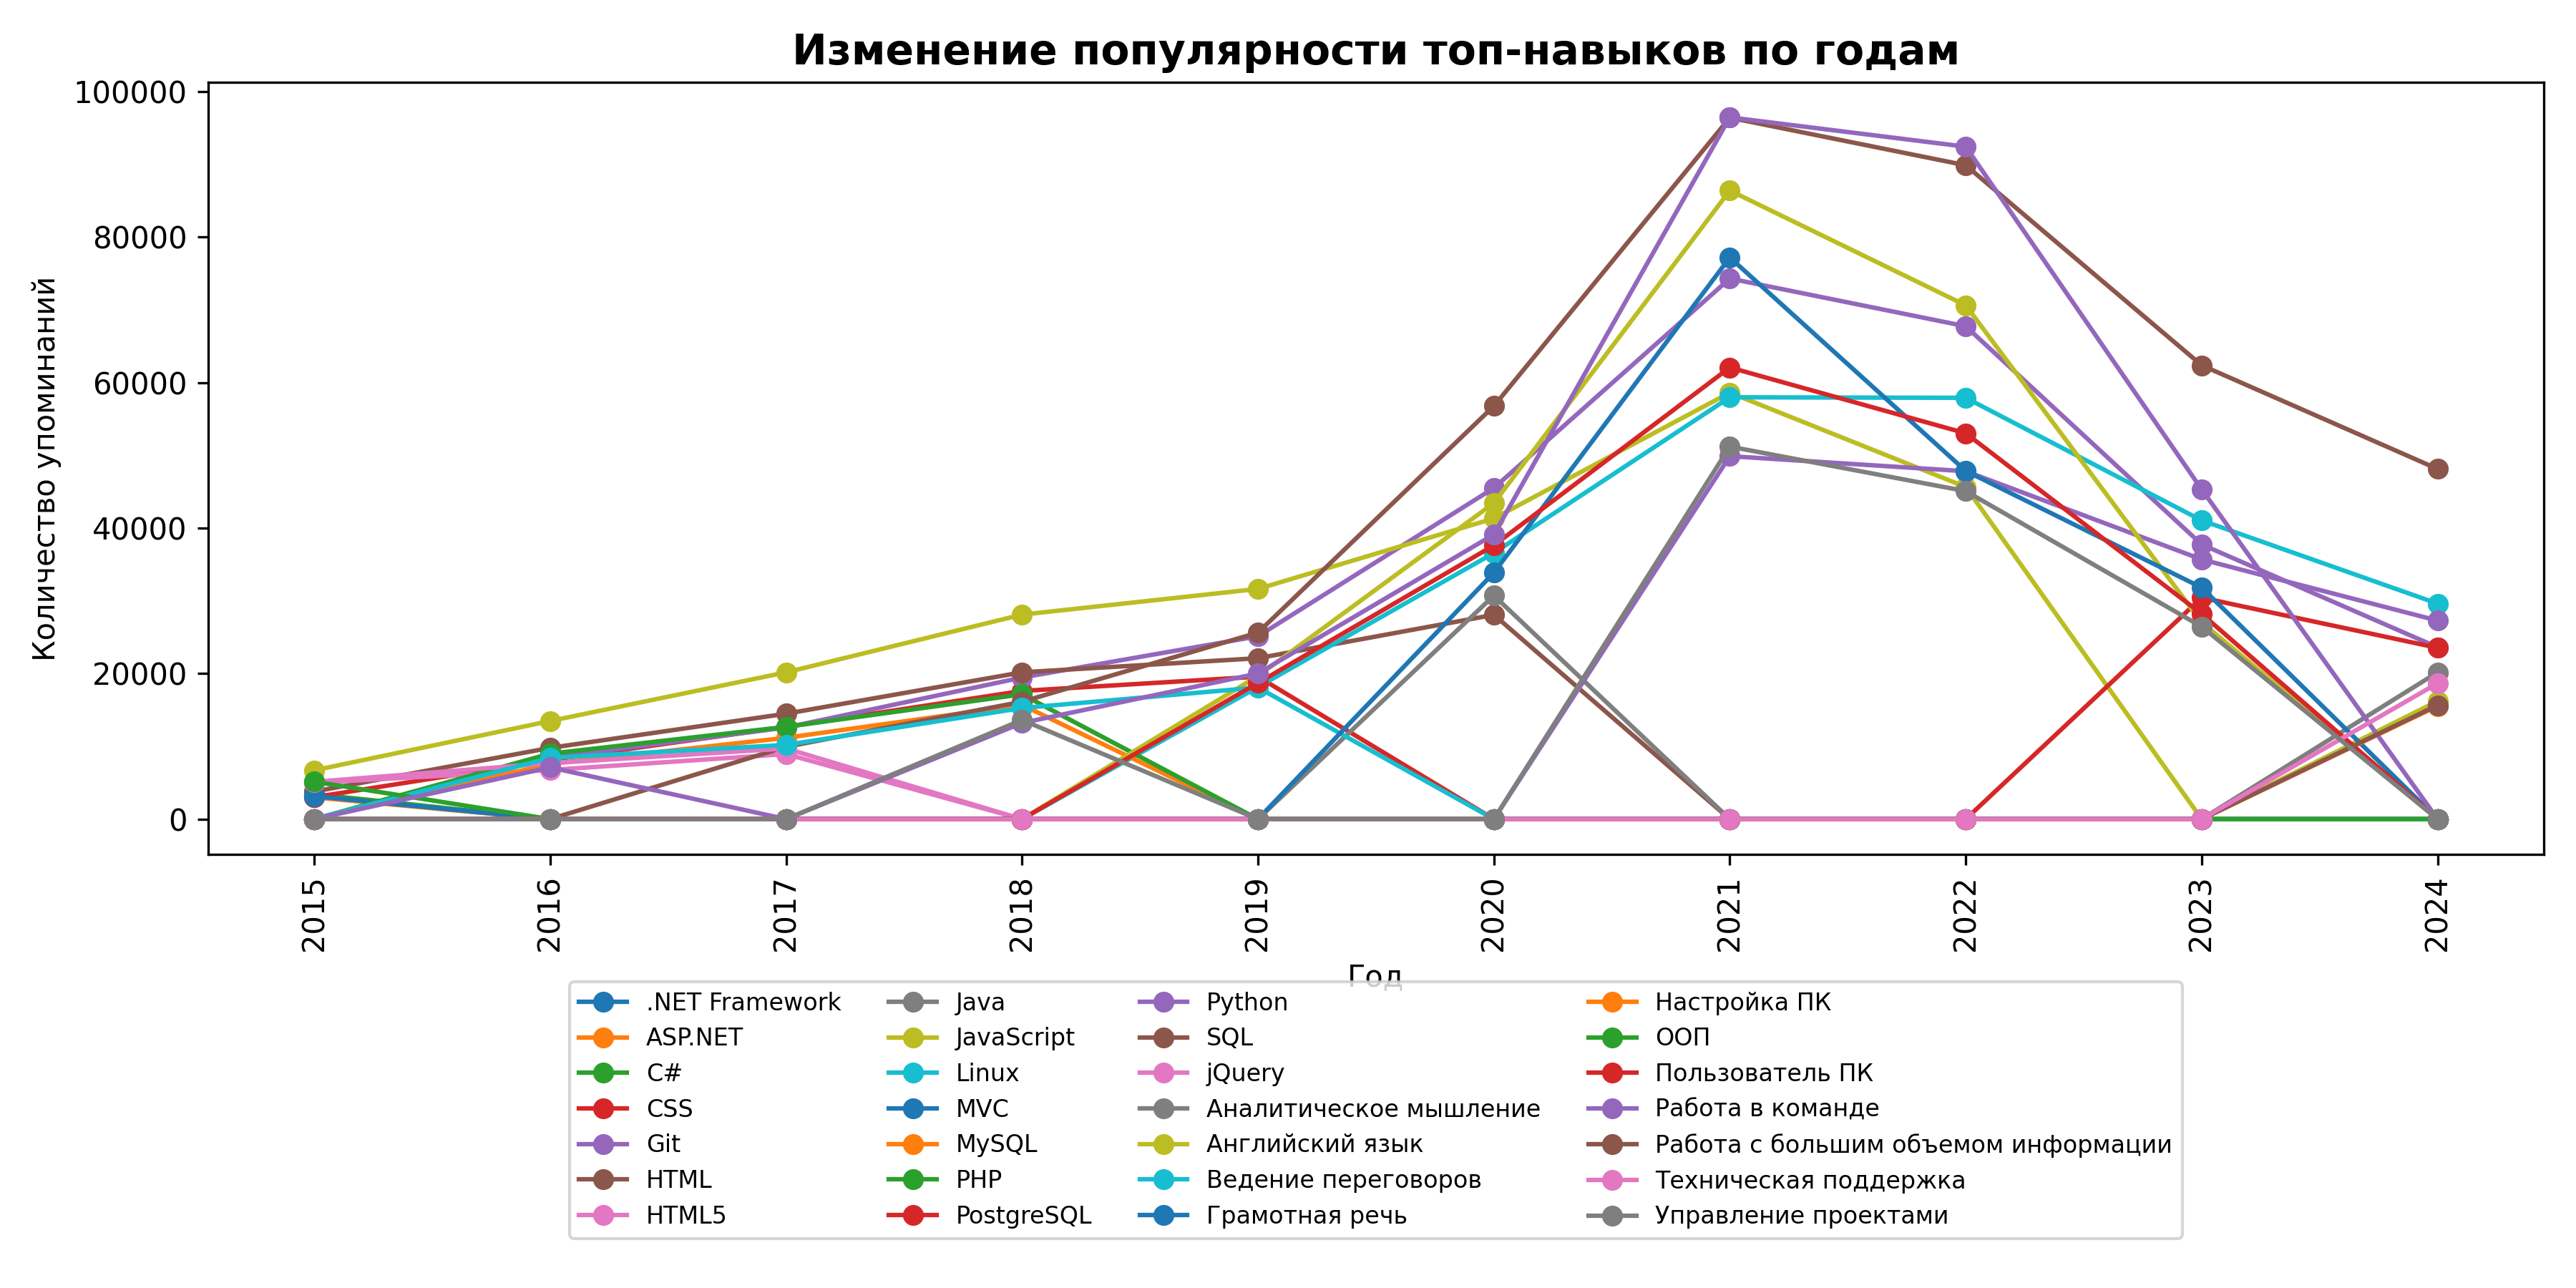 Изменение популярности топ-навыков по годам
Количество упоминаний
100000
80000
60000
40000
20000
0
2015
2016
2017
2018
2019
2020
2021
2022
2023
2024
Год
.NET Framework
ASP.NET
C#
CSS
Git
HTML
HTML5
Java
JavaScript
Linux
MVC
MySQL
PHP
PostgreSQL
Python
SQL
jQuery
Аналитическое мышление
Английский язык
Ведение переговоров
Грамотная речь
Настройка ПК
ООП
Пользователь ПК
Работа в команде
Работа с большим объемом информации
Техническая поддержка
Управление проектами